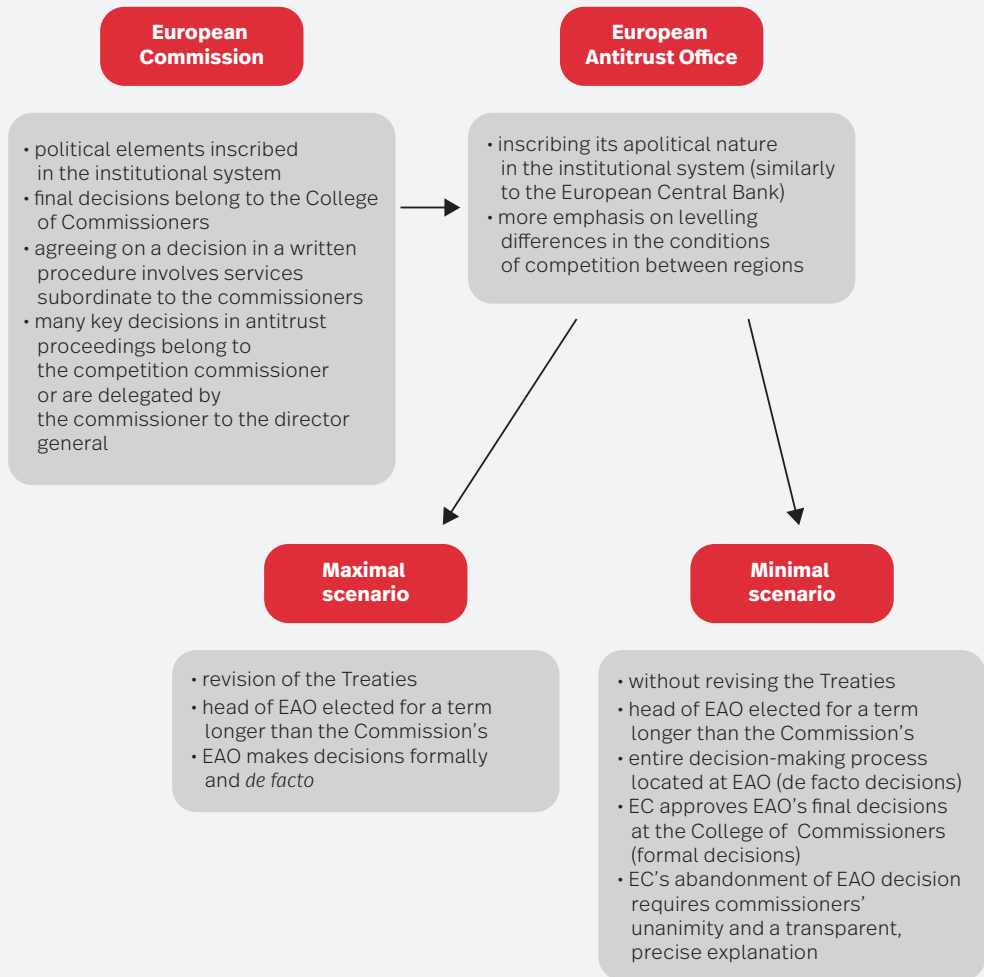 European
Commission
European
Antitrust Office
• political elements inscribed
in the institutional system
• final decisions belong to the College
of Commissioners
• agreeing on a decision in a written
procedure involves services
subordinate to the commissioners
• many key decisions in antitrust
proceedings belong to
the competition commissioner
or are delegated by
the commissioner to the director
general
• inscribing its apolitical nature
in the institutional system (similarly
to the European Central Bank)
• more emphasis on levelling
differences in the conditions
of competition between regions
Maximal
scenario
• revision of the Treaties
• head of EAO elected for a term
longer than the Commission's
• EAO makes decisions formally
and de facto
Minimal
scenario
• without revising the Treaties
• head of EAO elected for a term
longer than the Commission's
• entire decision-making process
located at EAO (de facto decisions)
• EC approves EAO's final decisions
at the College of Commissioners
(formal decisions)
• EC's abandonment of EAO decision
requires commissioners'
unanimity and a transparent,
precise explanation